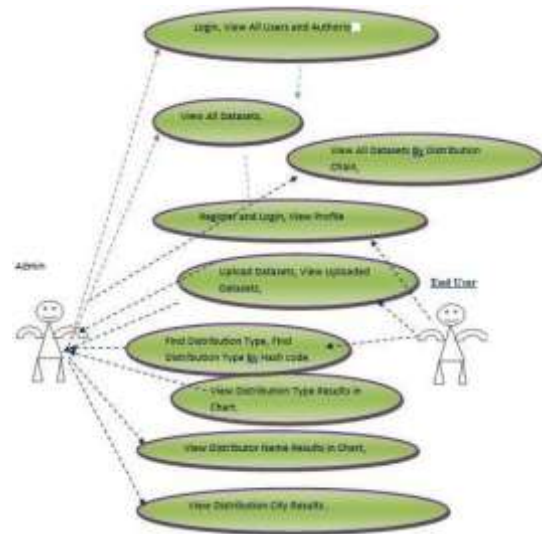 Login, View All Users and Authoris
View All Datasets,
View All Datasets By Distribution
Chain,
Register and Login, View Profile
Admin
Upload Datasets, View Uploaded
Datasets,
End User
Find Distribution Type, Find
Distribution Type By Hash code
View Distribution Type Results in
Chart,
View Distributor Name Results in Chart,
View Distribution City Results .